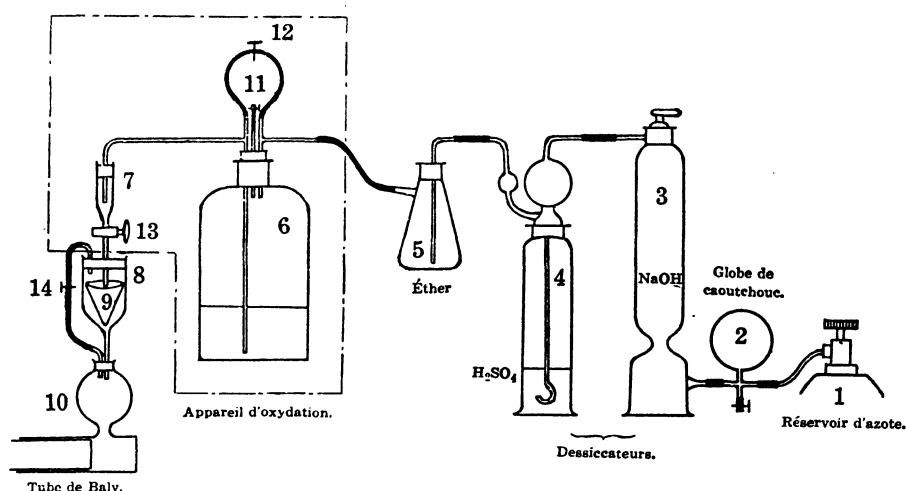 12
11
7
6
3
13
5
4
8
14
9
Éther
NaOH
Globe de
caoutchouc.
2
H₂SO₄
10
1
Appareil d'oxydation.
Réservoir d'azote.
Dessiccateurs.
Tube de Baly.